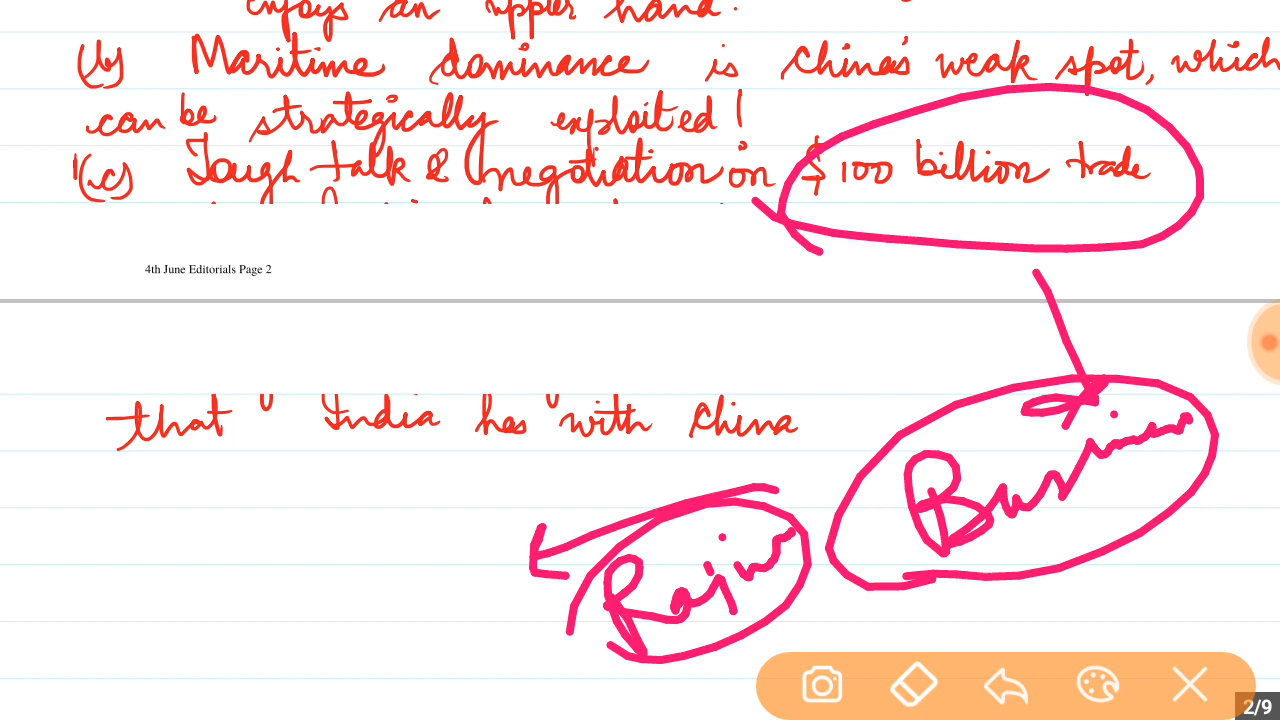 enjoys an upper hand.
(b) Maritime dominance is China's weak spot, which
can be strategically exploited!
(c) Tough talk & negotiation on $100 billion trade
4th June Editorials Page 2
that India has with China
Rajiv
2/9